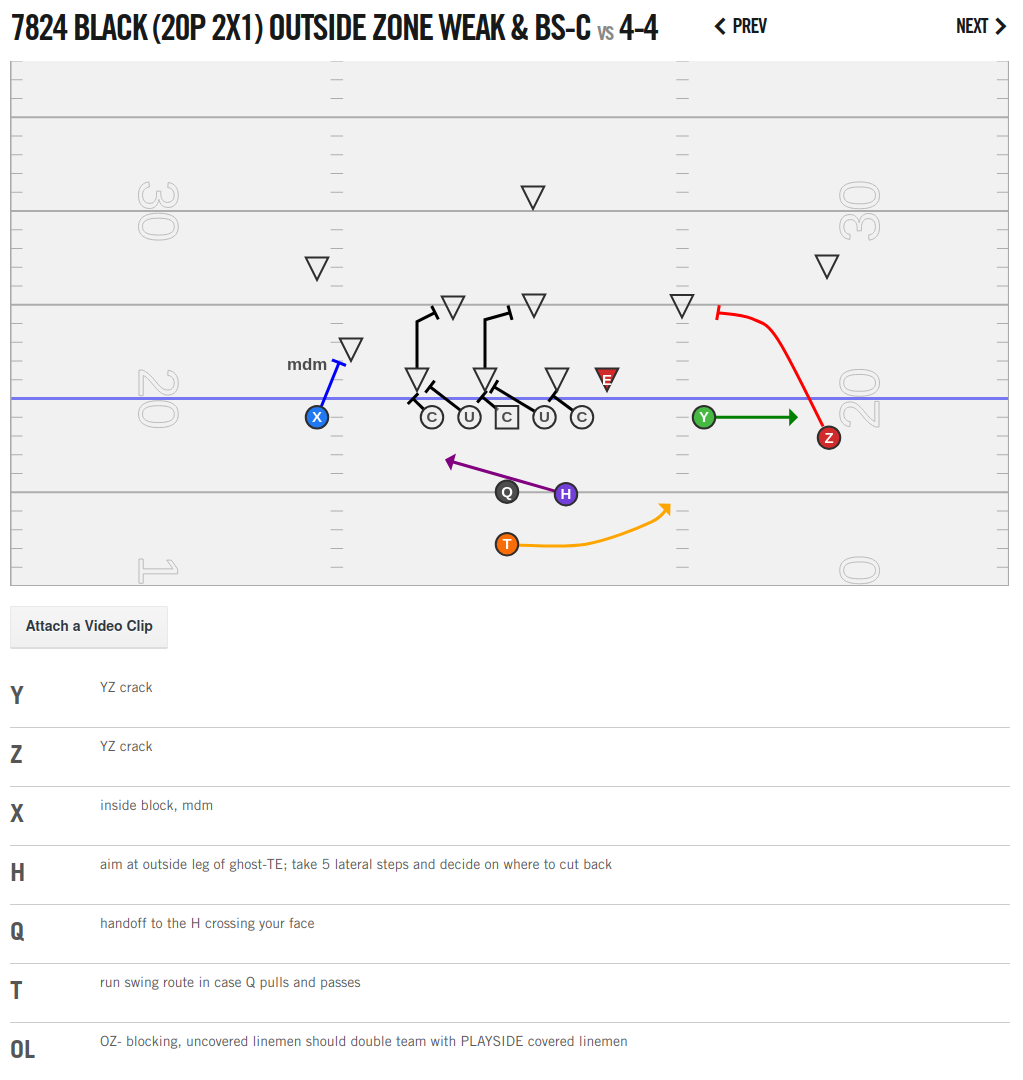 7824 BLACK (20P 2X1) OUTSIDE ZONE WEAK & BS-C vs 4-4
PREV
NEXT
30
30
mdm
E
20
20
X
C
U
C
U
C
Y
Z
Q
H
T
1
0
Attach a Video Clip
Y YZ crack
Z YZ crack
X inside block, mdm
H aim at outside leg of ghost-TE; take 5 lateral steps and decide on where to cut back
Q handoff to the H crossing your face
T run swing route in case Q pulls and passes
OL OZ- blocking, uncovered linemen should double team with PLAYSIDE covered linemen